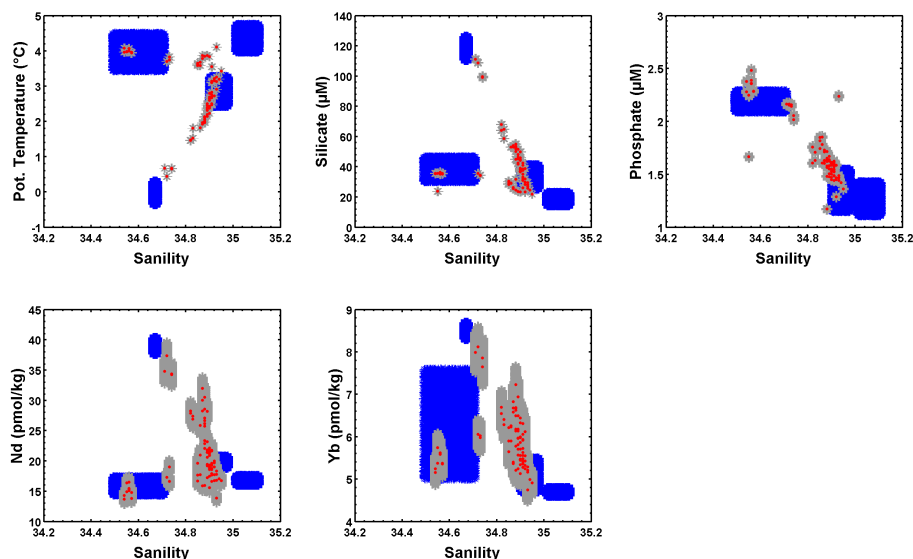 5
4
3
2
1
0
-1
34.2 34.4 34.6 34.8 35 35.2
Pot. Temperature (°C)
Sanility
140
120
100
80
60
40
20
0
34.2 34.4 34.6 34.8 35 35.2
Silicate (µM)
Sanility
3
2.5
2
1.5
1
34.2 34.4 34.6 34.8 35 35.2
Phosphate (µM)
Sanility
45
40
35
30
25
20
15
10
34.2 34.4 34.6 34.8 35 35.2
Nd (pmol/kg)
Sanility
9
8
7
6
5
4
34.2 34.4 34.6 34.8 35 35.2
Yb (pmol/kg)
Sanility